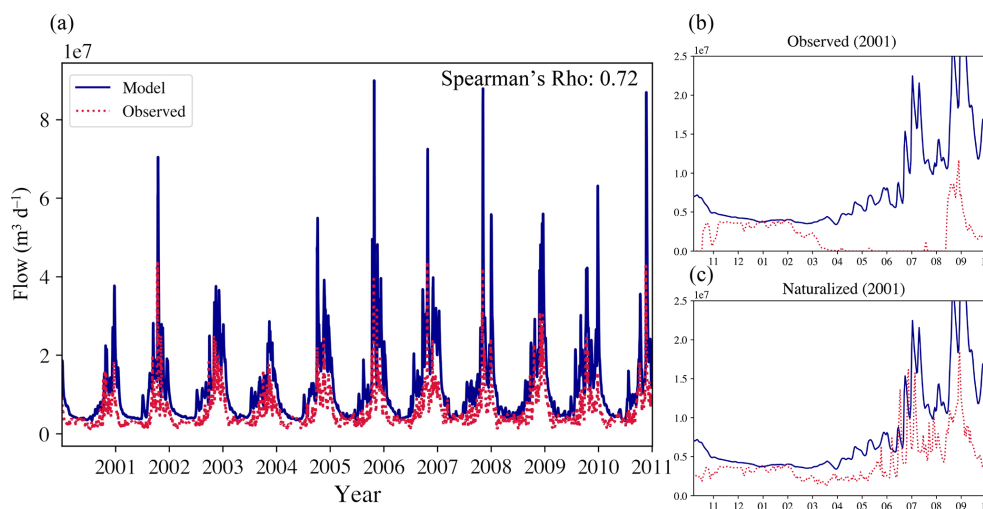 (a)
1e7
Spearman's Rho: 0.72
Model
Observed
8
6
4
2
0
Flow (m³ d⁻¹)
2001 2002 2003 2004 2005 2006 2007 2008 2009 2010 2011
Year
(b)
Observed (2001)
1e7
2.5
2.0
1.5
1.0
0.5
0.0
11 12 01 02 03 04 05 06 07 08 09 1
(c)
Naturalized (2001)
1e7
2.5
2.0
1.5
1.0
0.5
0.0
11 12 01 02 03 04 05 06 07 08 09 1